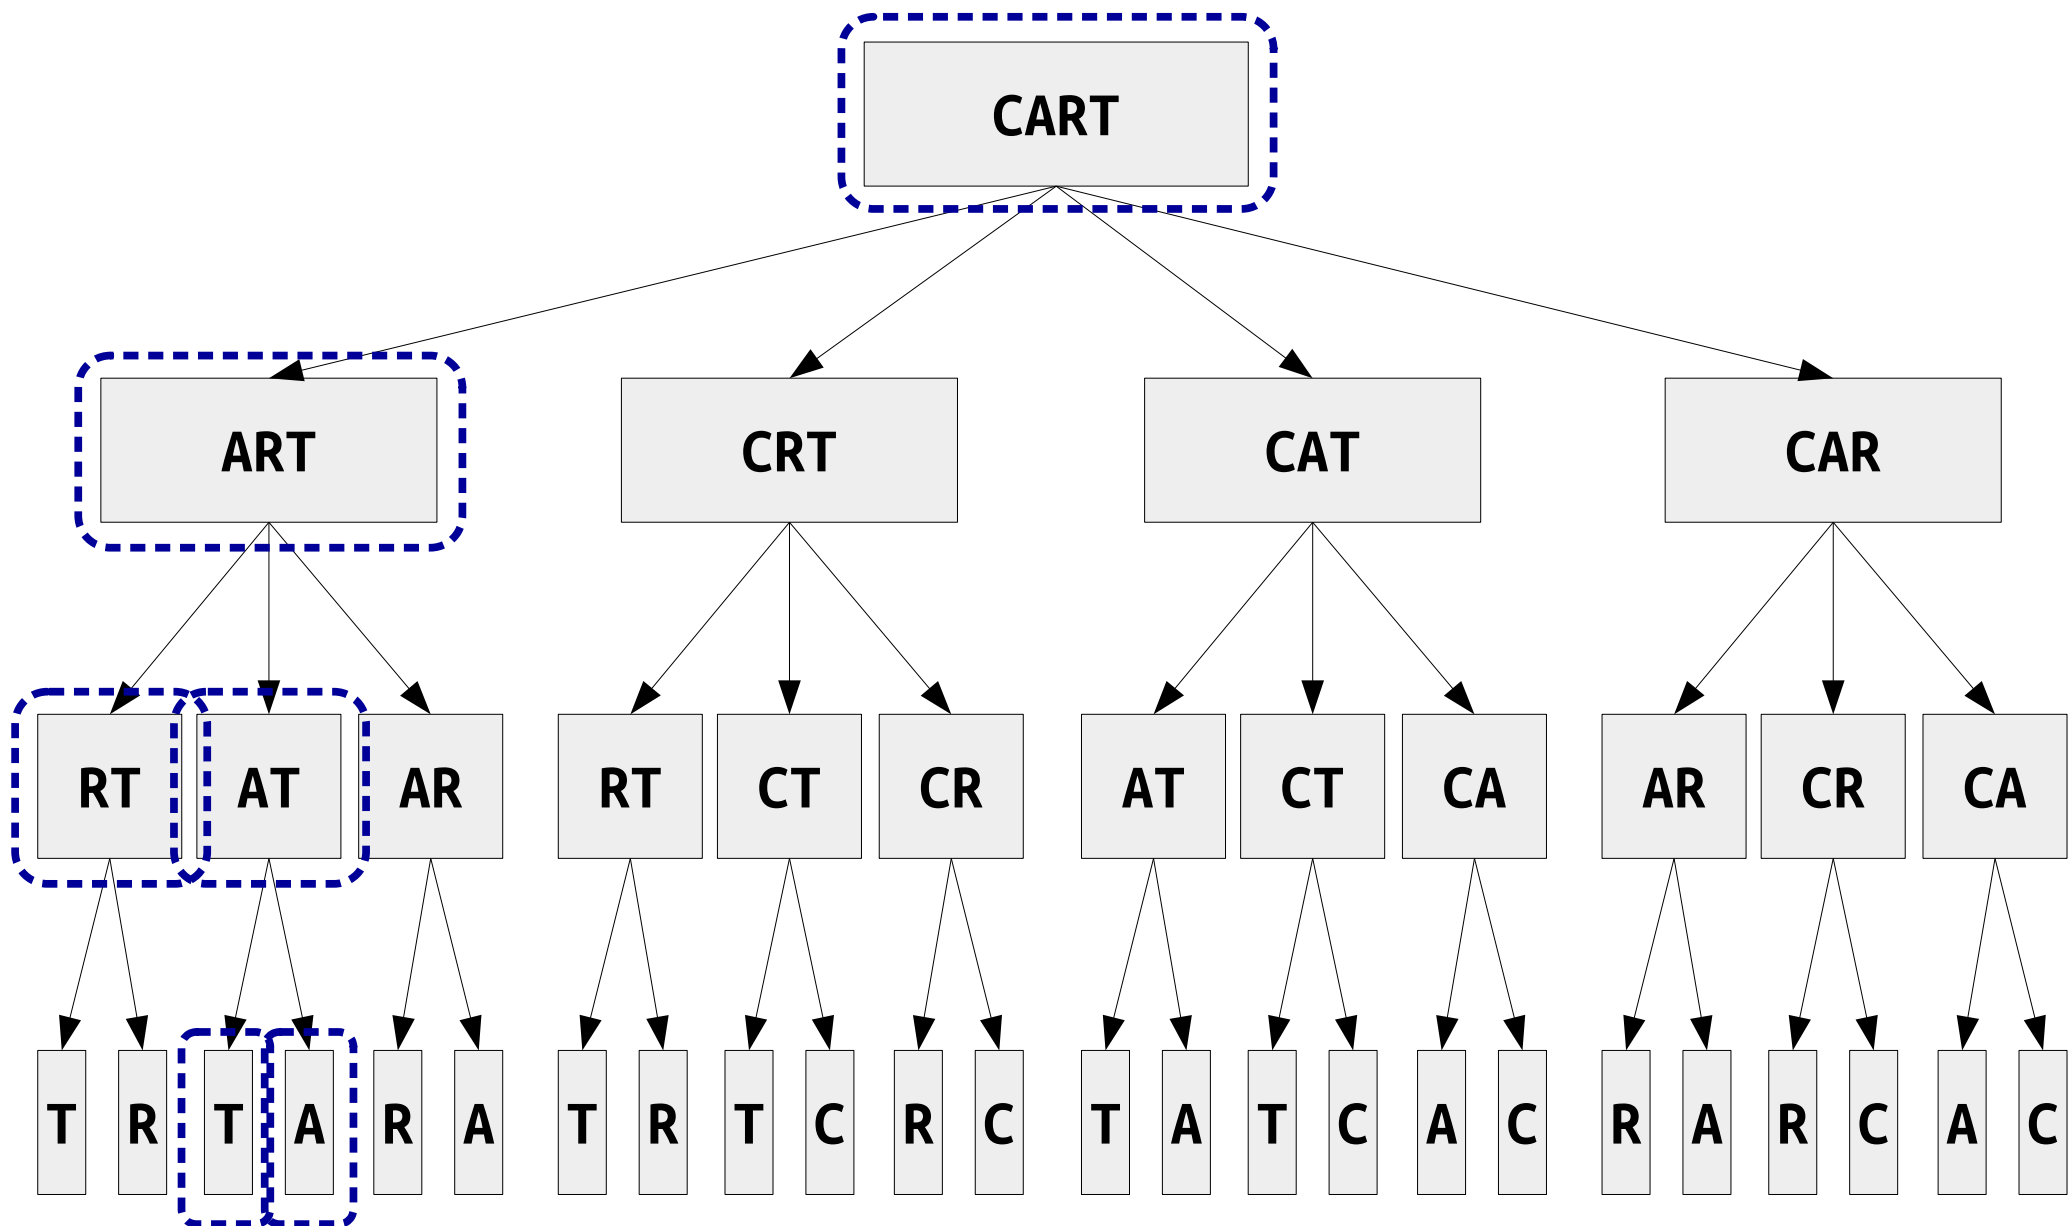 CART
ART CRT CAT CAR
RT AT AR RT CT CR AT CT CA AR CR CA
T R T A R A T R T C R C T A T C A C R A R C A C